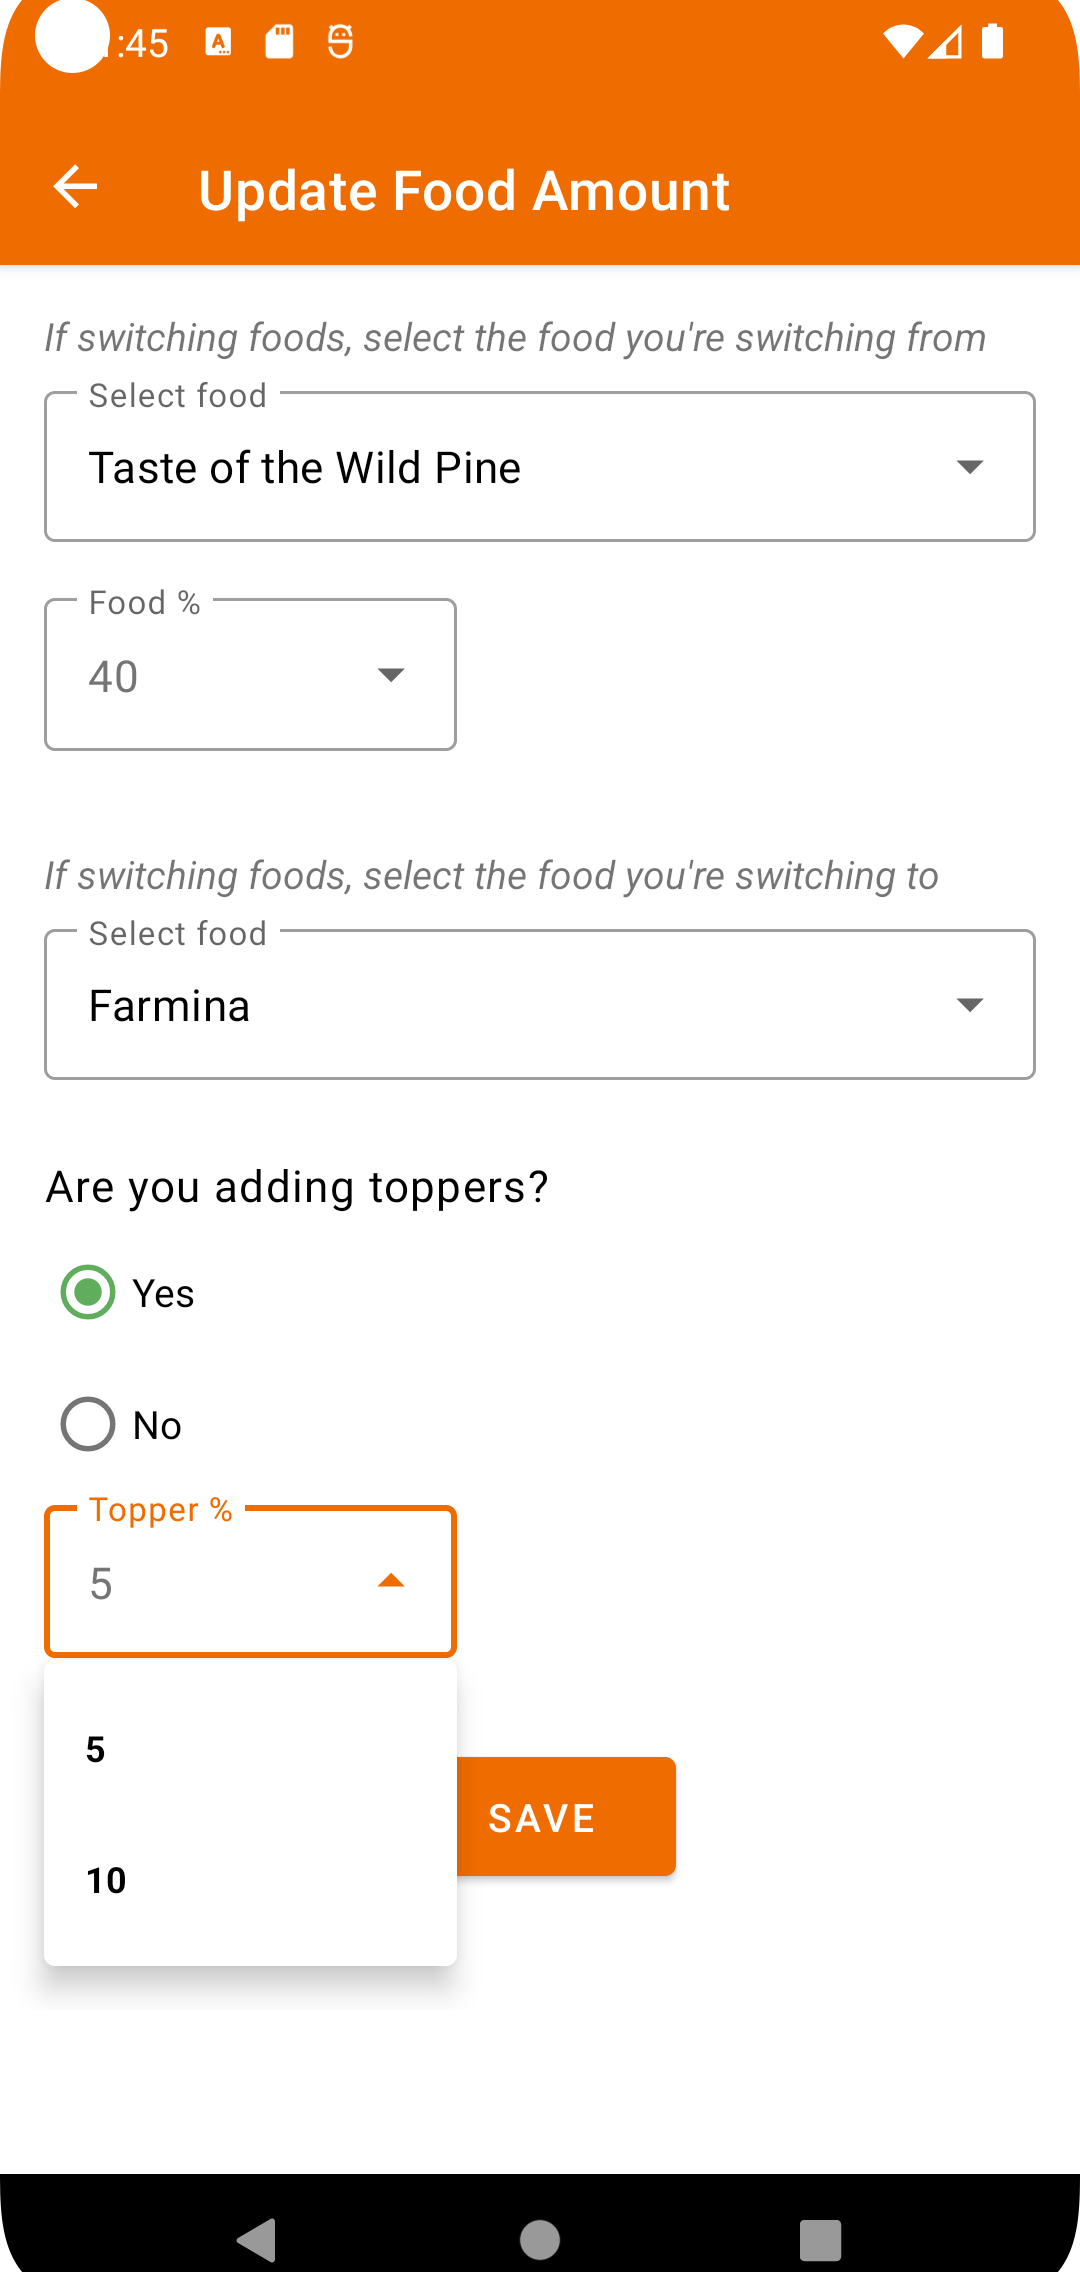 :45
Update Food Amount
If switching foods, select the food you're switching from
Select food
Taste of the Wild Pine
Food %
40
If switching foods, select the food you're switching to
Select food
Farmina
Are you adding toppers?
Yes
No
Topper %
5
5
SAVE
10